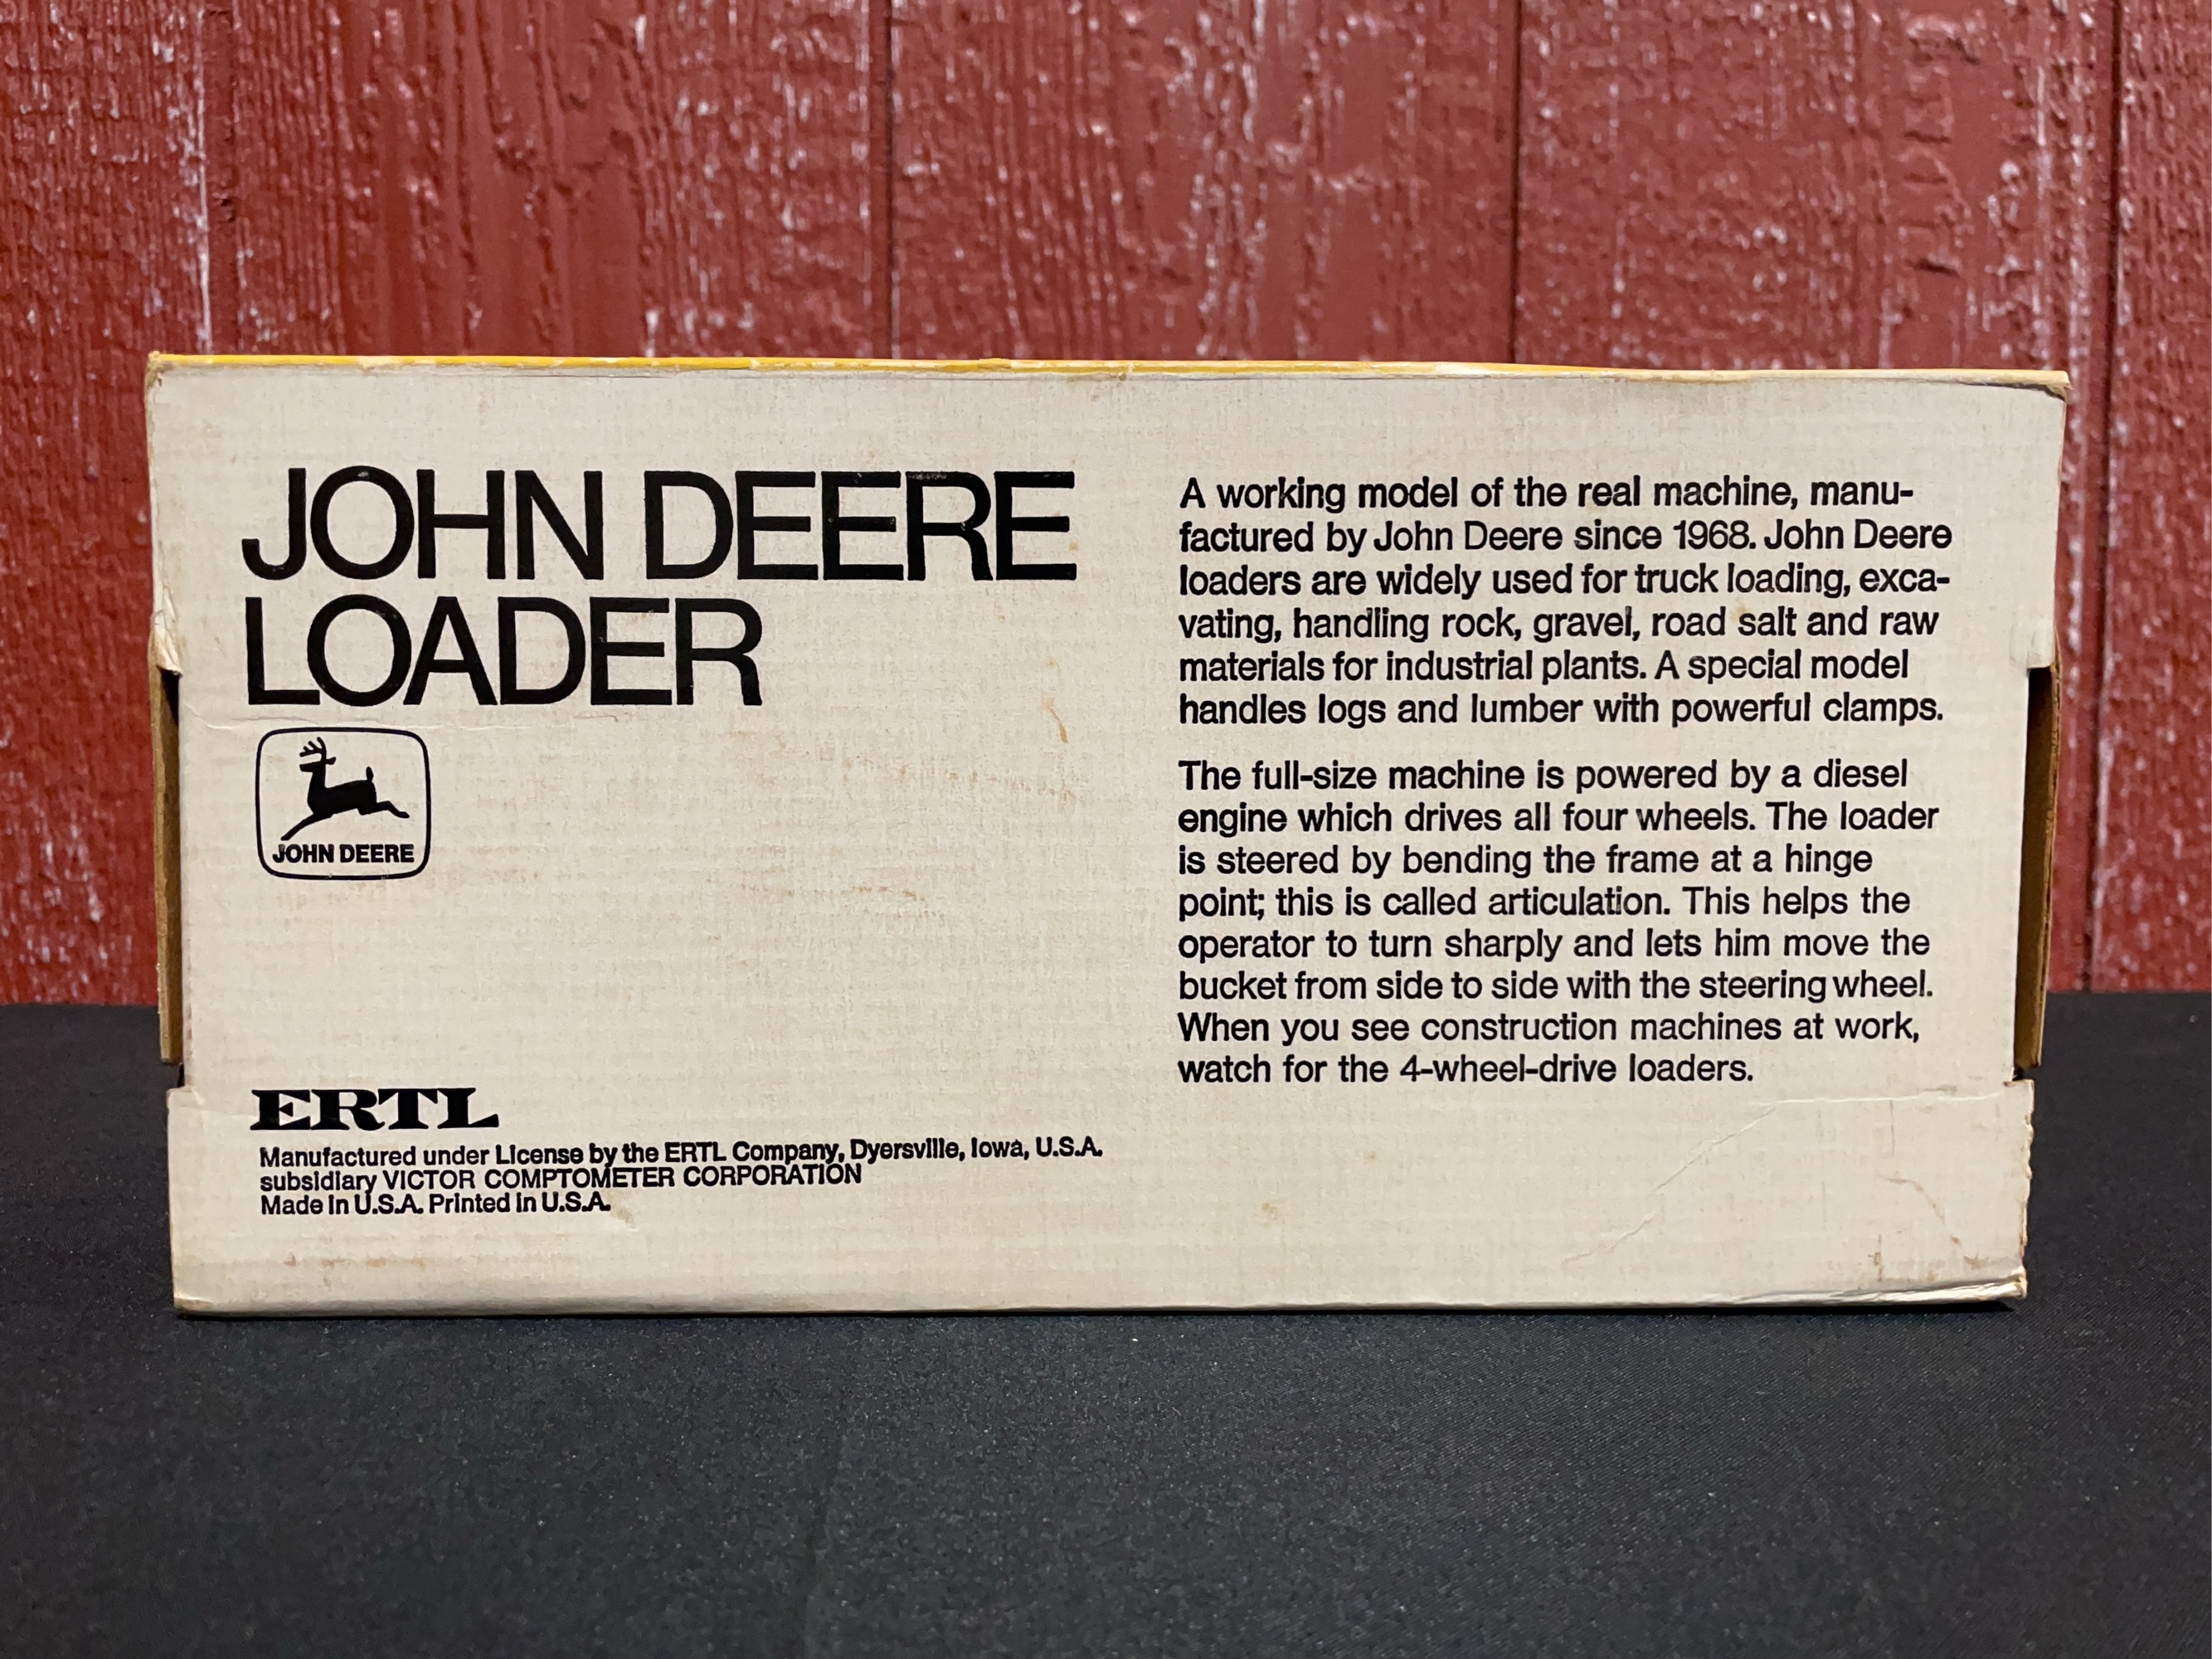 JOHN DEERE
LOADER
JOHN DEERE
ERTL
Manufactured under License by the ERTL Company, Dyersville, Iowa, U.S.A.
subsidiary VICTOR COMPTOMETER CORPORATION
Made in U.S.A. Printed in U.S.A.
A working model of the real machine, manu-
factured by John Deere since 1968. John Deere
loaders are widely used for truck loading, exca-
vating, handling rock, gravel, road salt and raw
materials for industrial plants. A special model
handles logs and lumber with powerful clamps.
The full-size machine is powered by a diesel
engine which drives all four wheels. The loader
is steered by bending the frame at a hinge
point; this is called articulation. This helps the
operator to turn sharply and lets him move the
bucket from side to side with the steering wheel.
When you see construction machines at work,
watch for the 4-wheel-drive loaders.